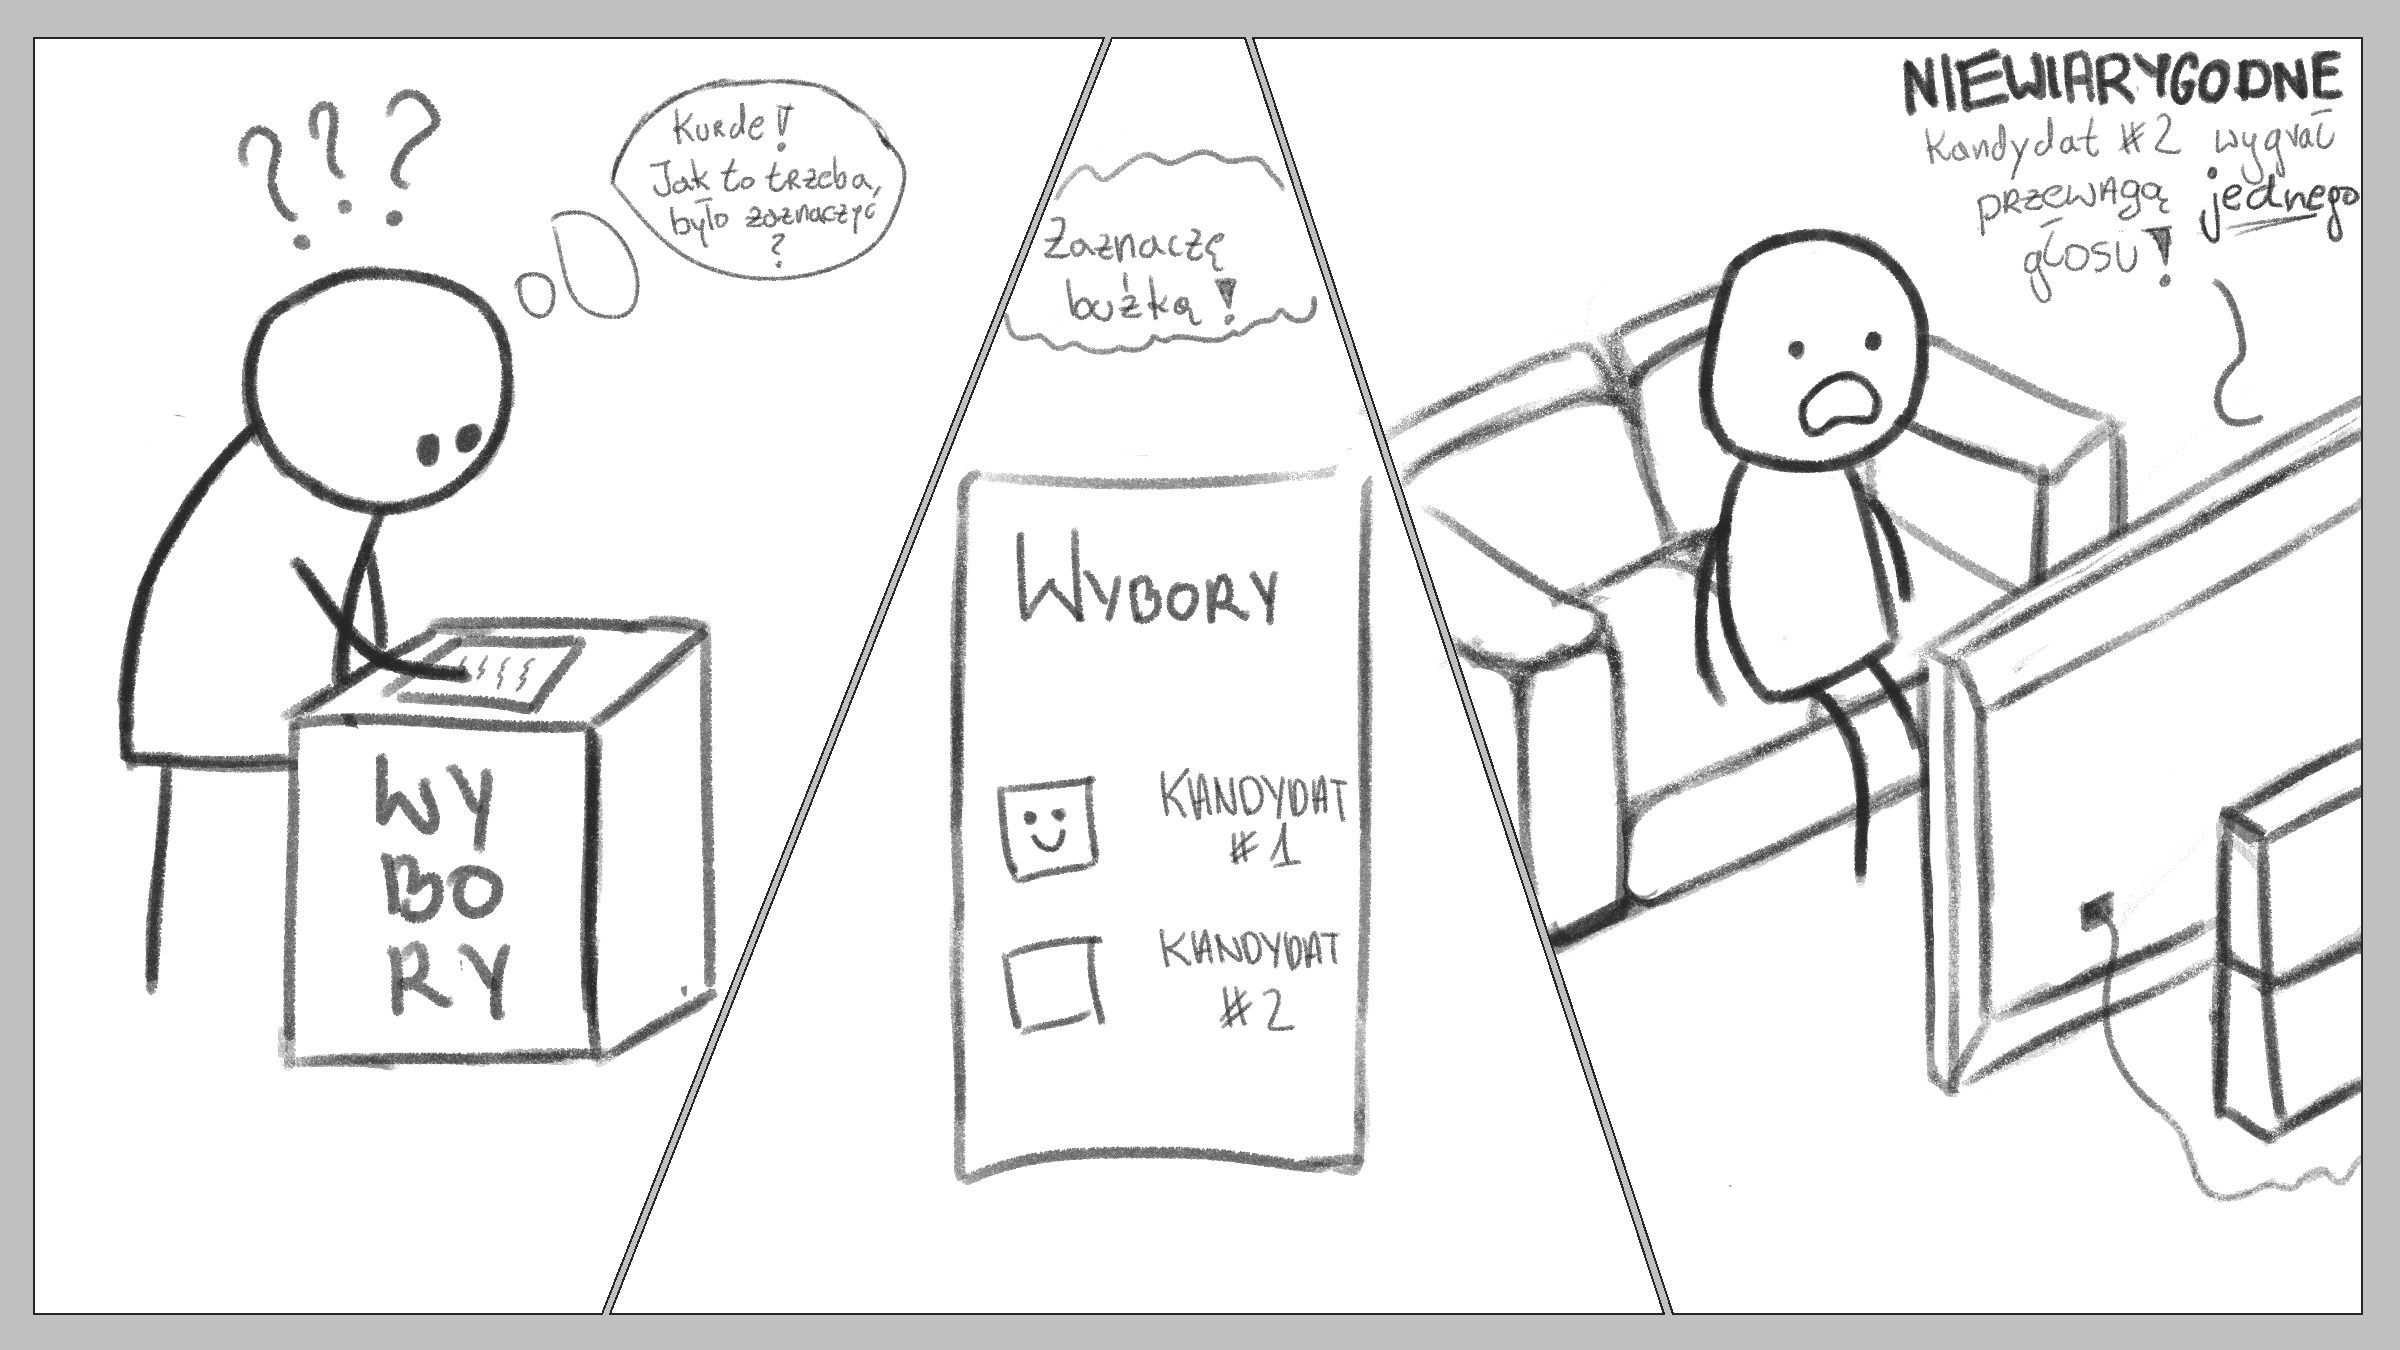 ???
Kurde!
Jak to trzeba
było zaznaczyć
?
WY
BO
RY
Zaznaczę
buźką!
WYBORY
KANDYDAT
#1
KANDYDAT
#2
NIEWIARYGODNE
Kandydat #2 wygrał
przewagą jednego
głosu!